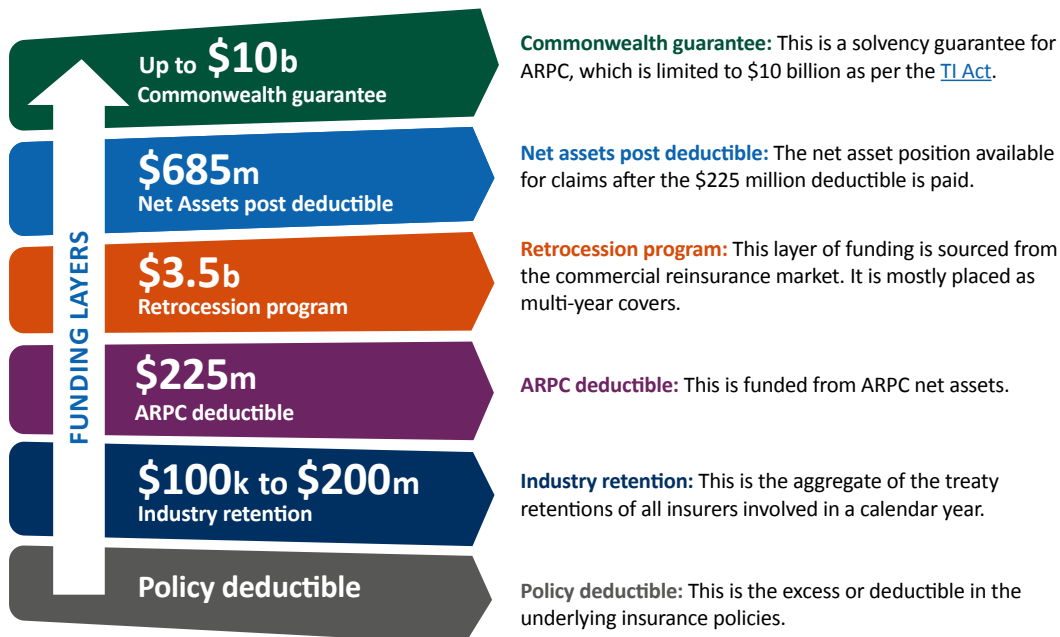 Up to $10b
Commonwealth guarantee
Commonwealth guarantee: This is a solvency guarantee for
ARPC, which is limited to $10 billion as per the TI Act.
$685m
Net Assets post deductible
Net assets post deductible: The net asset position available
for claims after the $225 million deductible is paid.
$3.5b
Retrocession program
Retrocession program: This layer of funding is sourced from
the commercial reinsurance market. It is mostly placed as
multi-year covers.
$225m
ARPC deductible
ARPC deductible: This is funded from ARPC net assets.
$100k to $200m
Industry retention
Industry retention: This is the aggregate of the treaty
retentions of all insurers involved in a calendar year.
Policy deductible
Policy deductible: This is the excess or deductible in the
underlying insurance policies.
FUNDING LAYERS